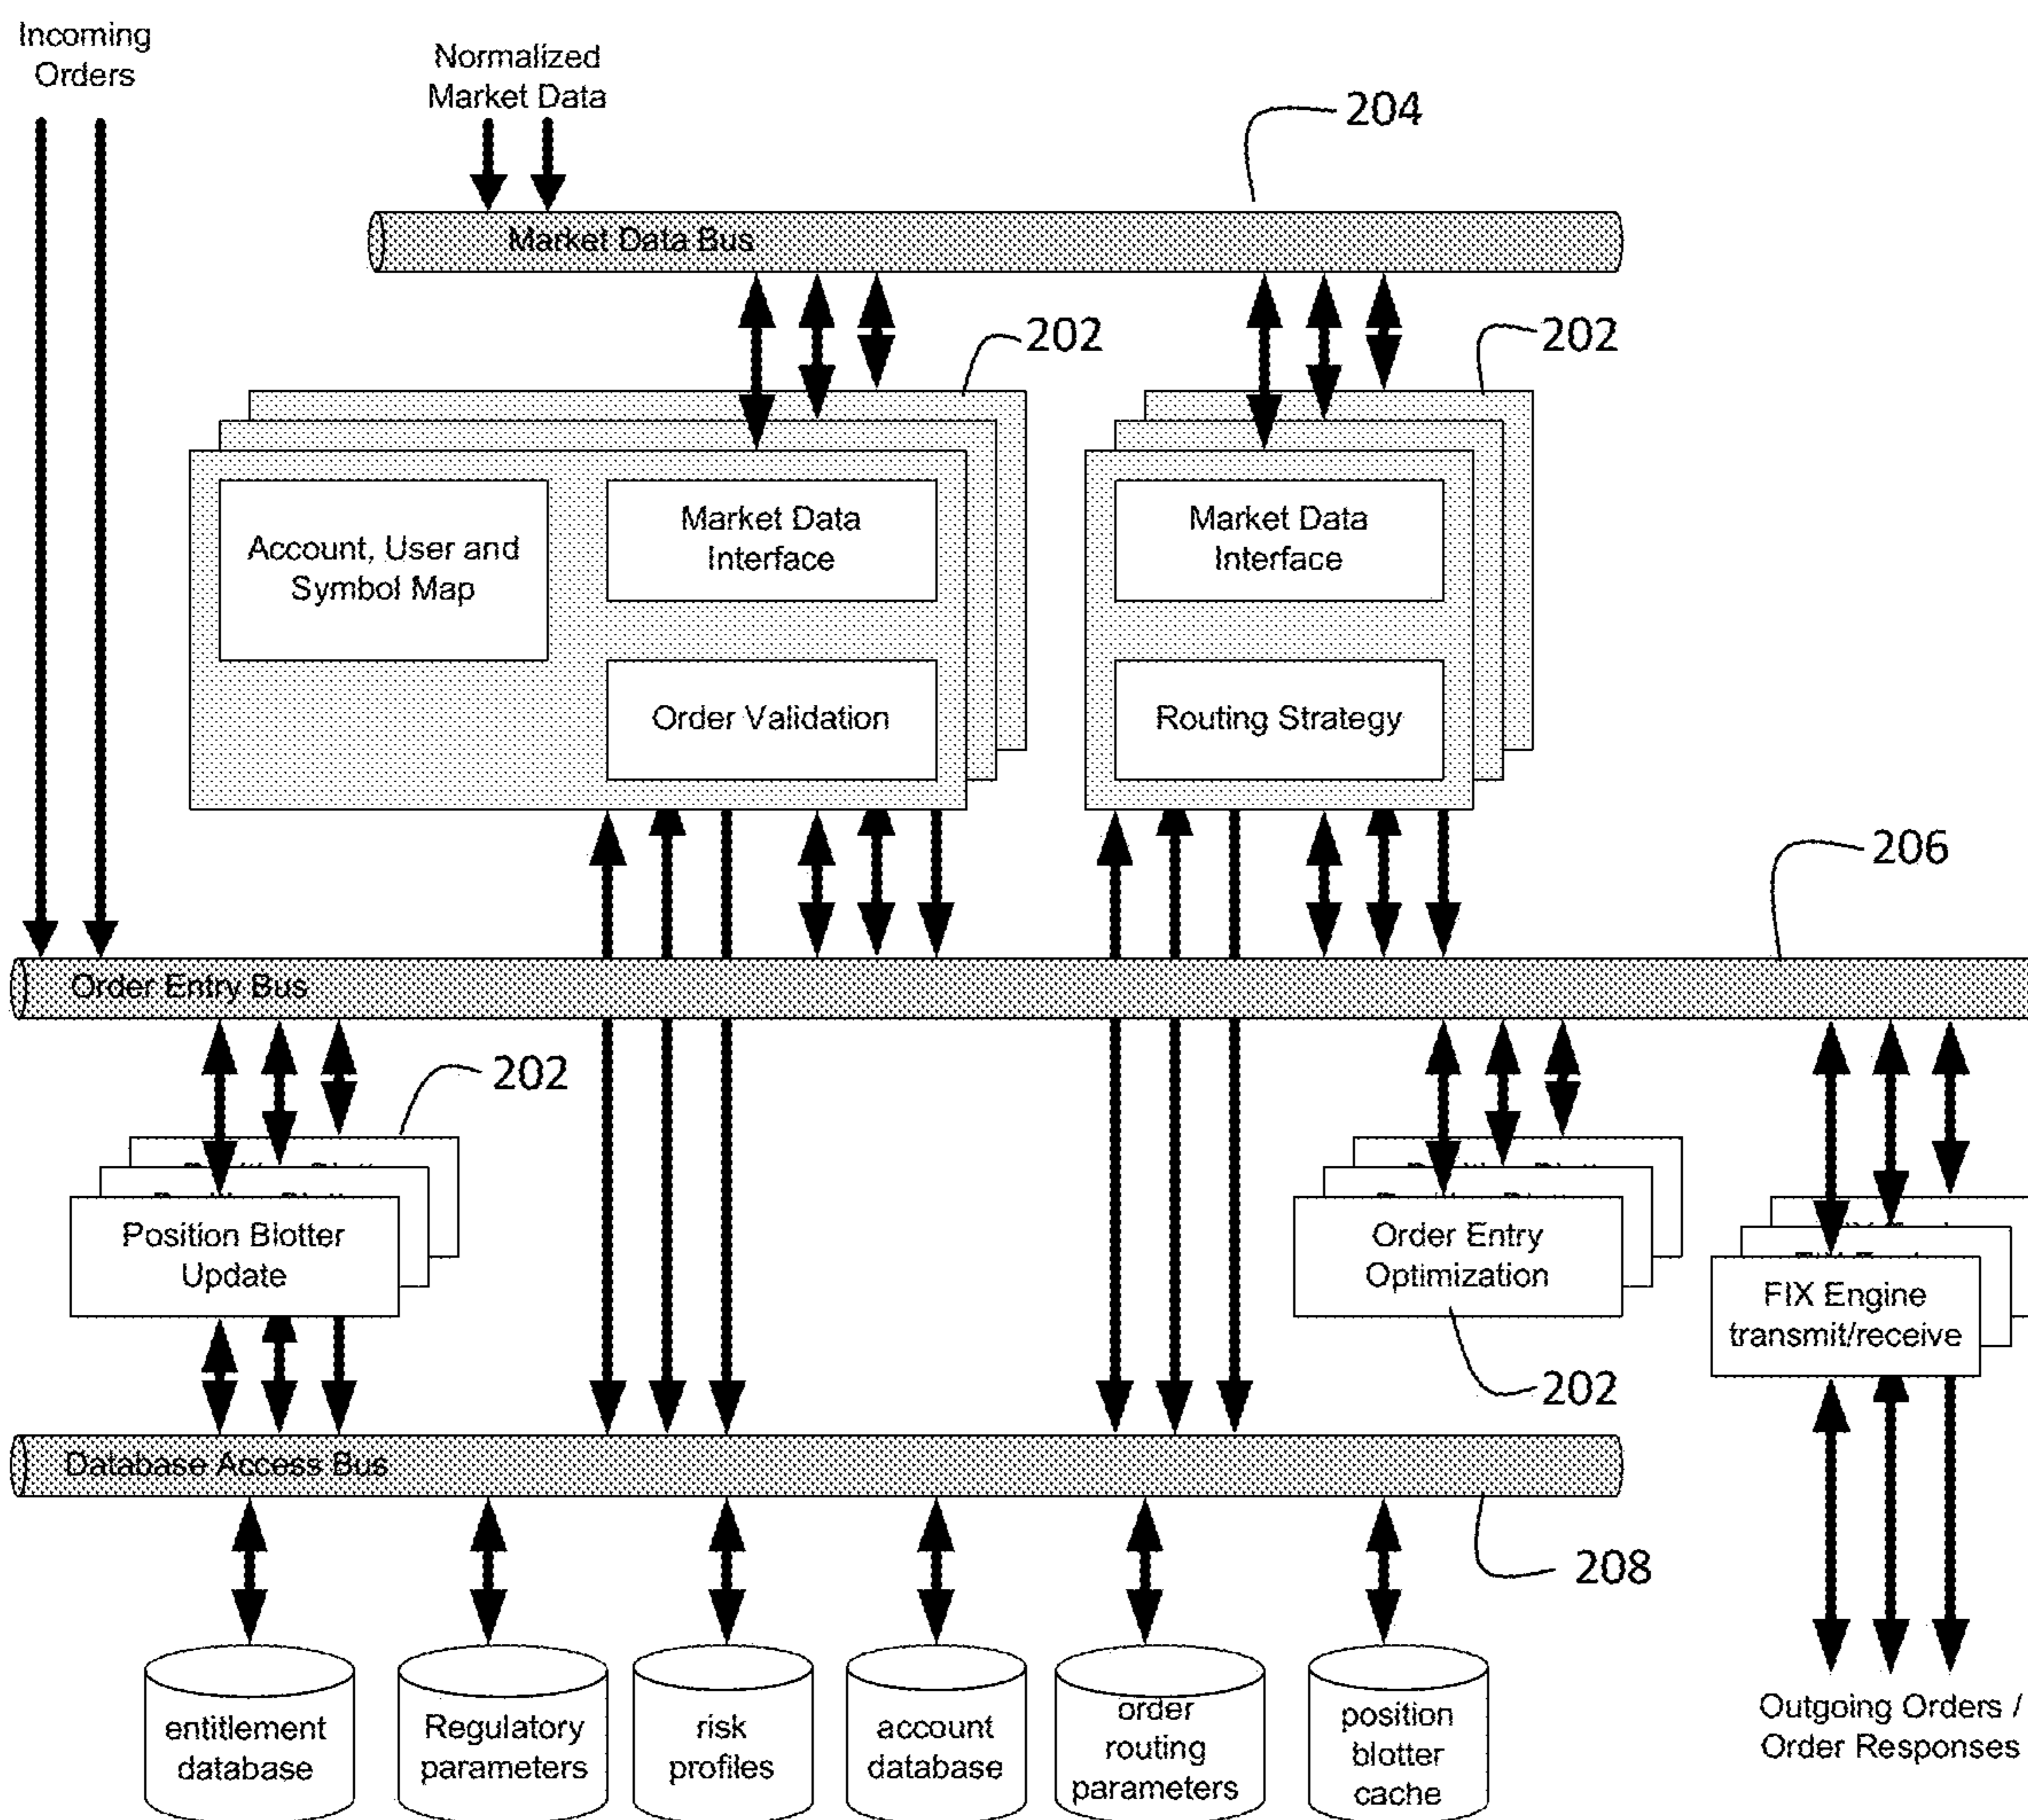 Incoming
Orders
Normalized
Market Data
204
Market Data Bus
202
202
Account, User and
Symbol Map
Market Data
Interface
Market Data
Interface
Order Validation
Routing Strategy
206
Order Entry Bus
202
Position Blotter
Update
Order Entry
Optimization
FIX Engine
transmit/receive
202
Database Access Bus
208
entitlement
database
Regulatory
parameters
risk
profiles
account
database
order
routing
parameters
position
blotter
cache
Outgoing Orders /
Order Responses